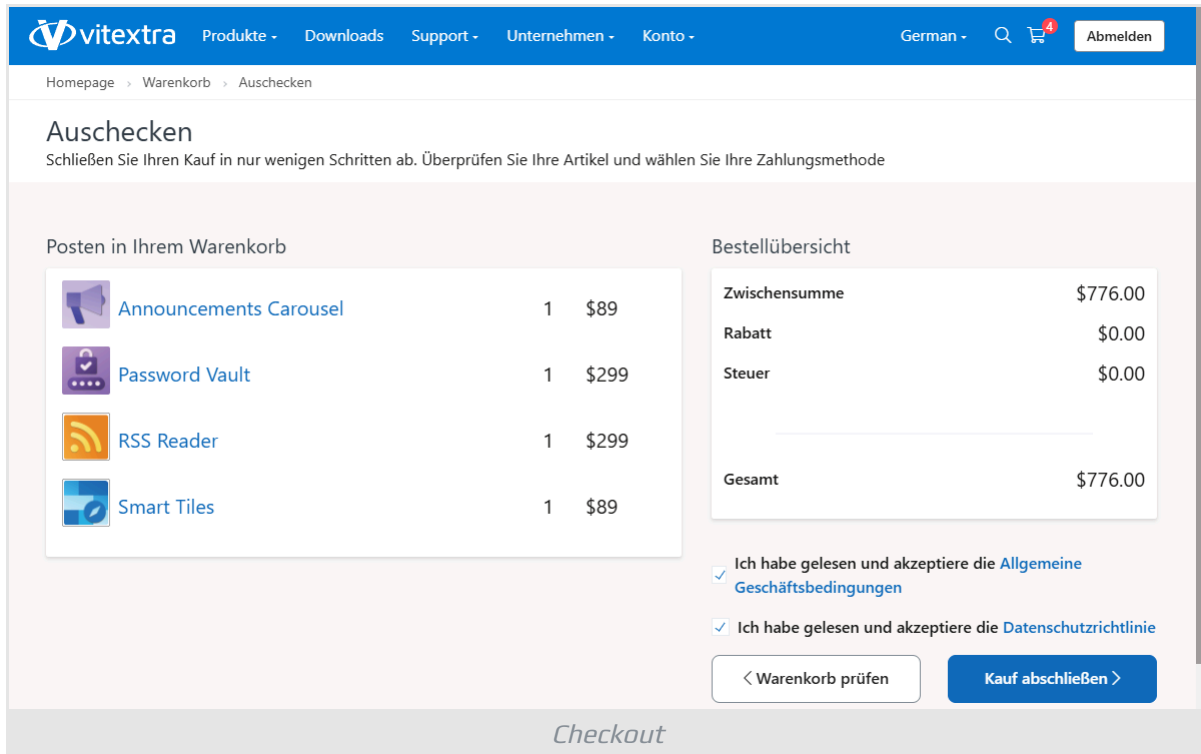 vitextra Produkte Downloads Support Unternehmen Konto German 4 Abmelden
Homepage › Warenkorb › Auschecken
Auschecken
Schließen Sie Ihren Kauf in nur wenigen Schritten ab. Überprüfen Sie Ihre Artikel und wählen Sie Ihre Zahlungsmethode
Posten in Ihrem Warenkorb
Announcements Carousel 1 $89
Password Vault 1 $299
RSS Reader 1 $299
Smart Tiles 1 $89
Bestellübersicht
Zwischensumme $776.00
Rabatt $0.00
Steuer $0.00
Gesamt $776.00
Ich habe gelesen und akzeptiere die Allgemeine
Geschäftsbedingungen
Ich habe gelesen und akzeptiere die Datenschutzrichtlinie
< Warenkorb prüfen Kauf abschließen >
Checkout